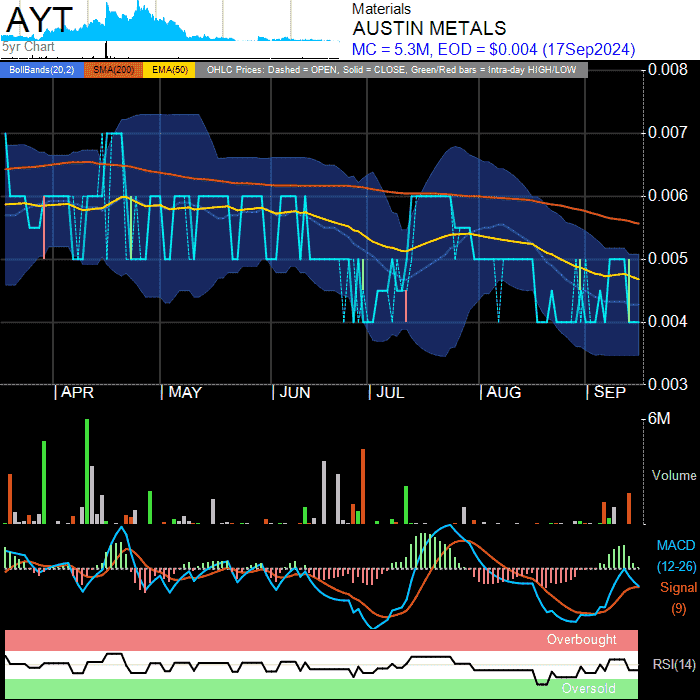 AYT
5yr Chart
Materials
AUSTIN METALS
MC = 5.3M, EOD = $0.004 (17Sep2024)
BollBands(20,2) SMA(200) EMA(50) OHLC Prices: Dashed = OPEN, Solid = CLOSE, Green/Red bars = Intra-day HIGH/LOW
0.008
0.007
0.006
0.005
0.004
0.003
APR MAY JUN JUL AUG SEP
6M
Volume
MACD
(12-26)
Signal
(9)
Overbought
RSI(14)
Oversold